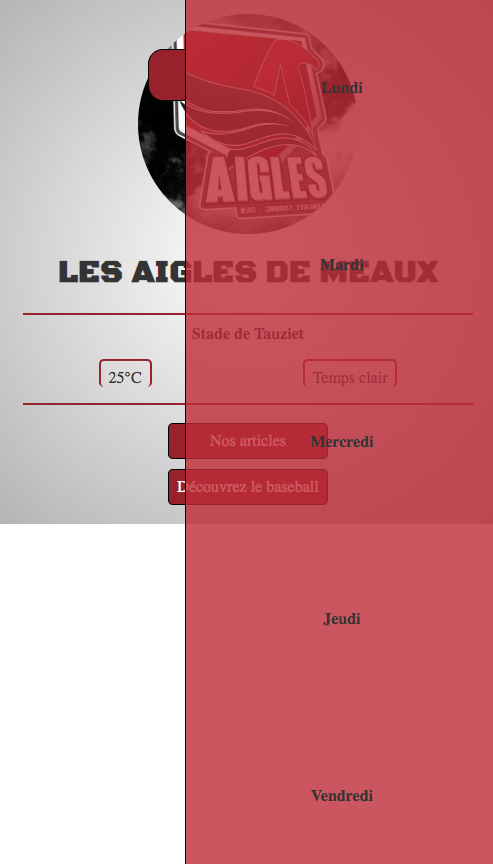 Lundi
AIGLES
MEAUX - COMMUNAUTÉ D'AGGLOMÉR
LES AIGLES DE MEAUX
Mardi
Stade de Tauziet
25°C
Temps clair
Nos articles
Mercredi
Découvrez le baseball
Jeudi
Vendredi